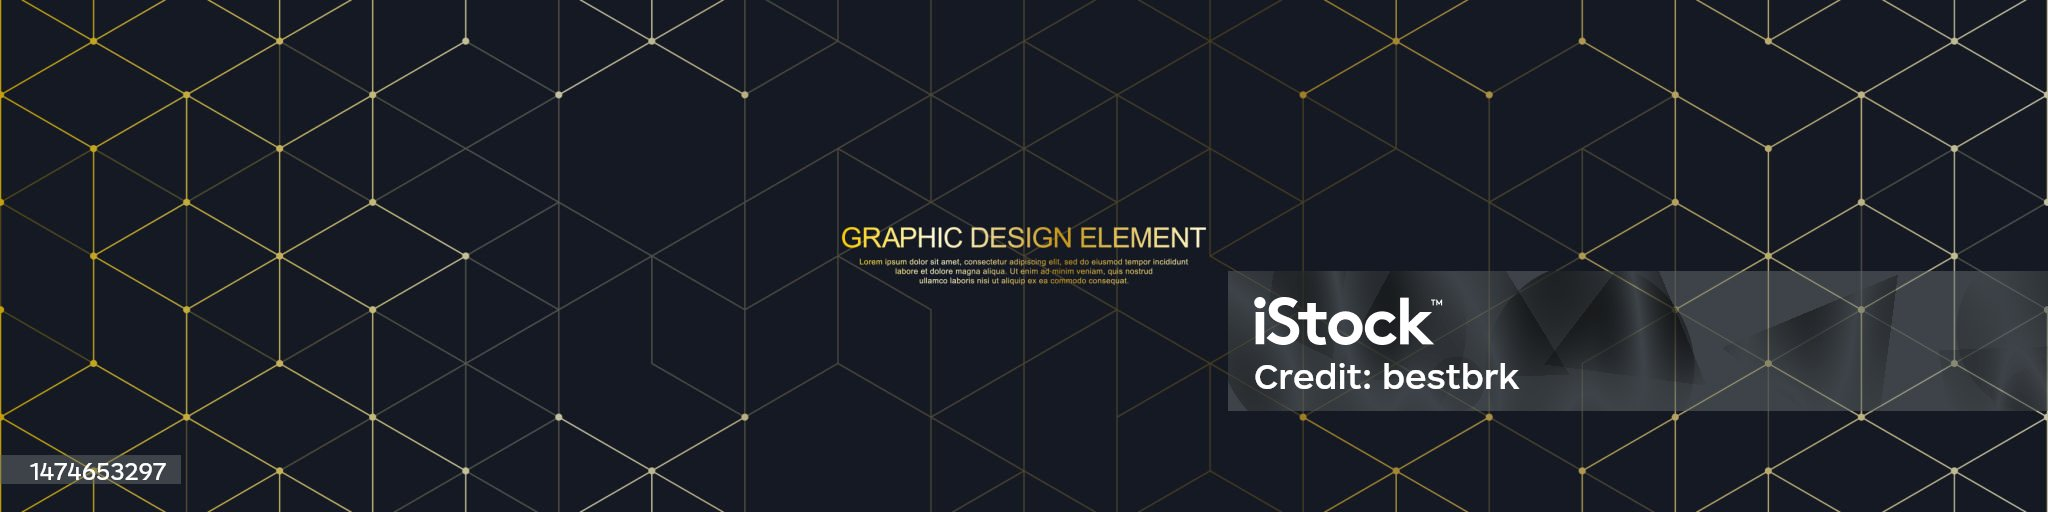 GRAPHIC DESIGN ELEMENT
Lorem ipsum dolor sit amet, consectetur adipiscing elit, sed do eiusmod tempor incididunt
labore et dolore magna aliqua. Ut enim ad minim veniam, quis nostrud
ullamco laboris nisi ut aliquip ex ea commodo consequat.
iStock™
Credit: bestbrk
1474653297